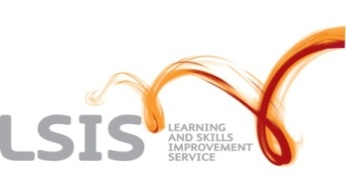 LSIS
LEARNING
AND SKILLS
IMPROVEMENT
SERVICE